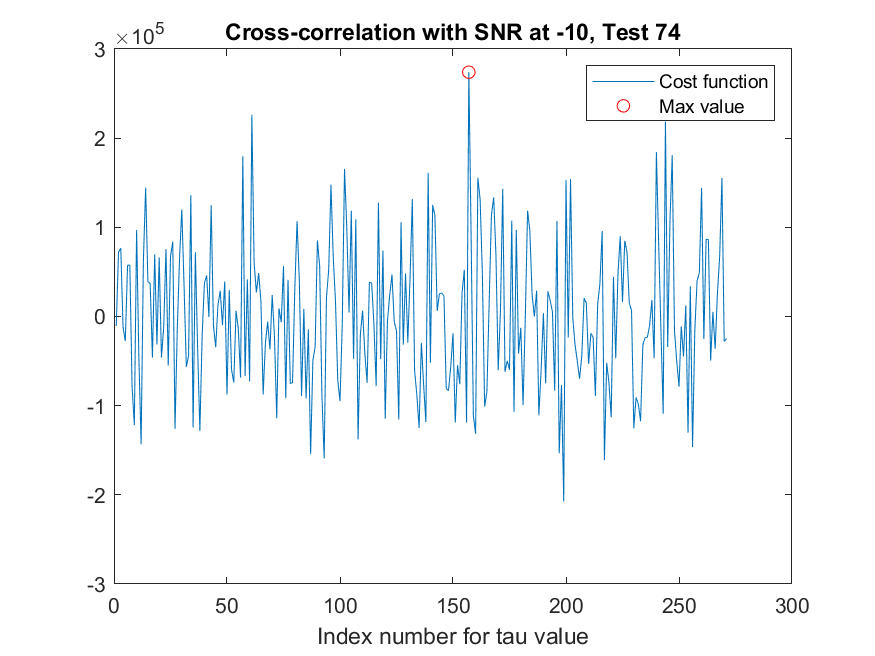 ×10^5
Cross-correlation with SNR at -10, Test 74
3
2
1
0
-1
-2
-3
Cost function
Max value
0 50 100 150 200 250 300
Index number for tau value